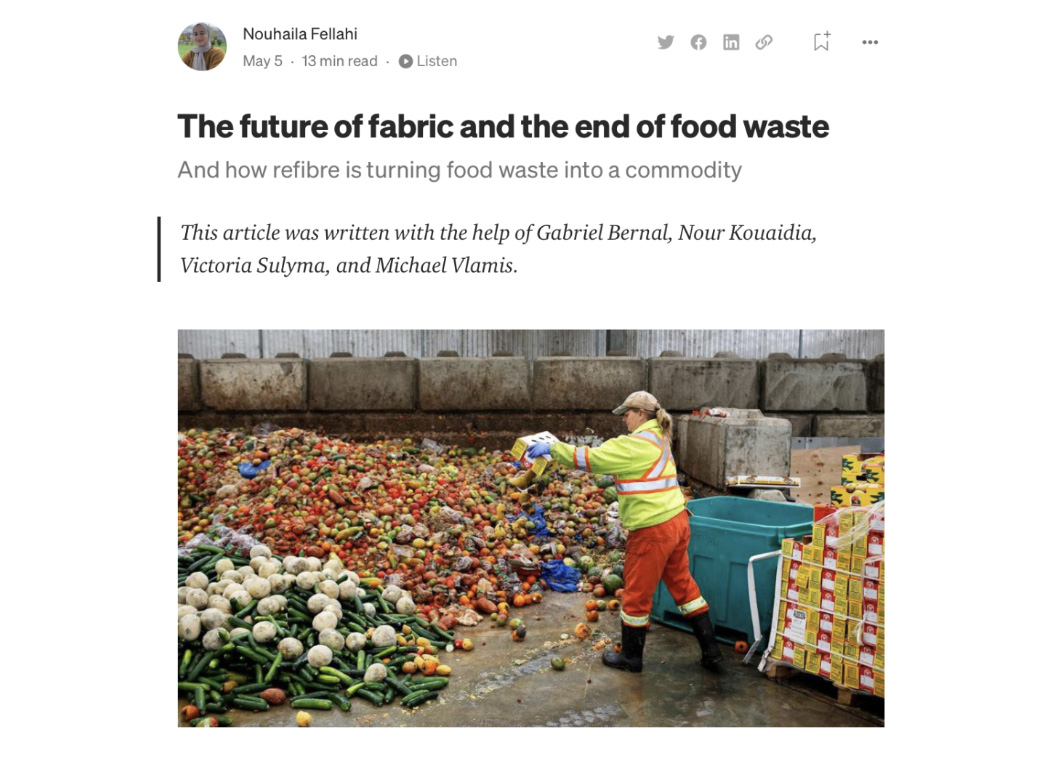 Nouhaila Fellahi
May 5 · 13 min read · Listen
The future of fabric and the end of food waste
And how refibre is turning food waste into a commodity
This article was written with the help of Gabriel Bernal, Nour Kouaidia,
Victoria Sulyma, and Michael Vlamis.